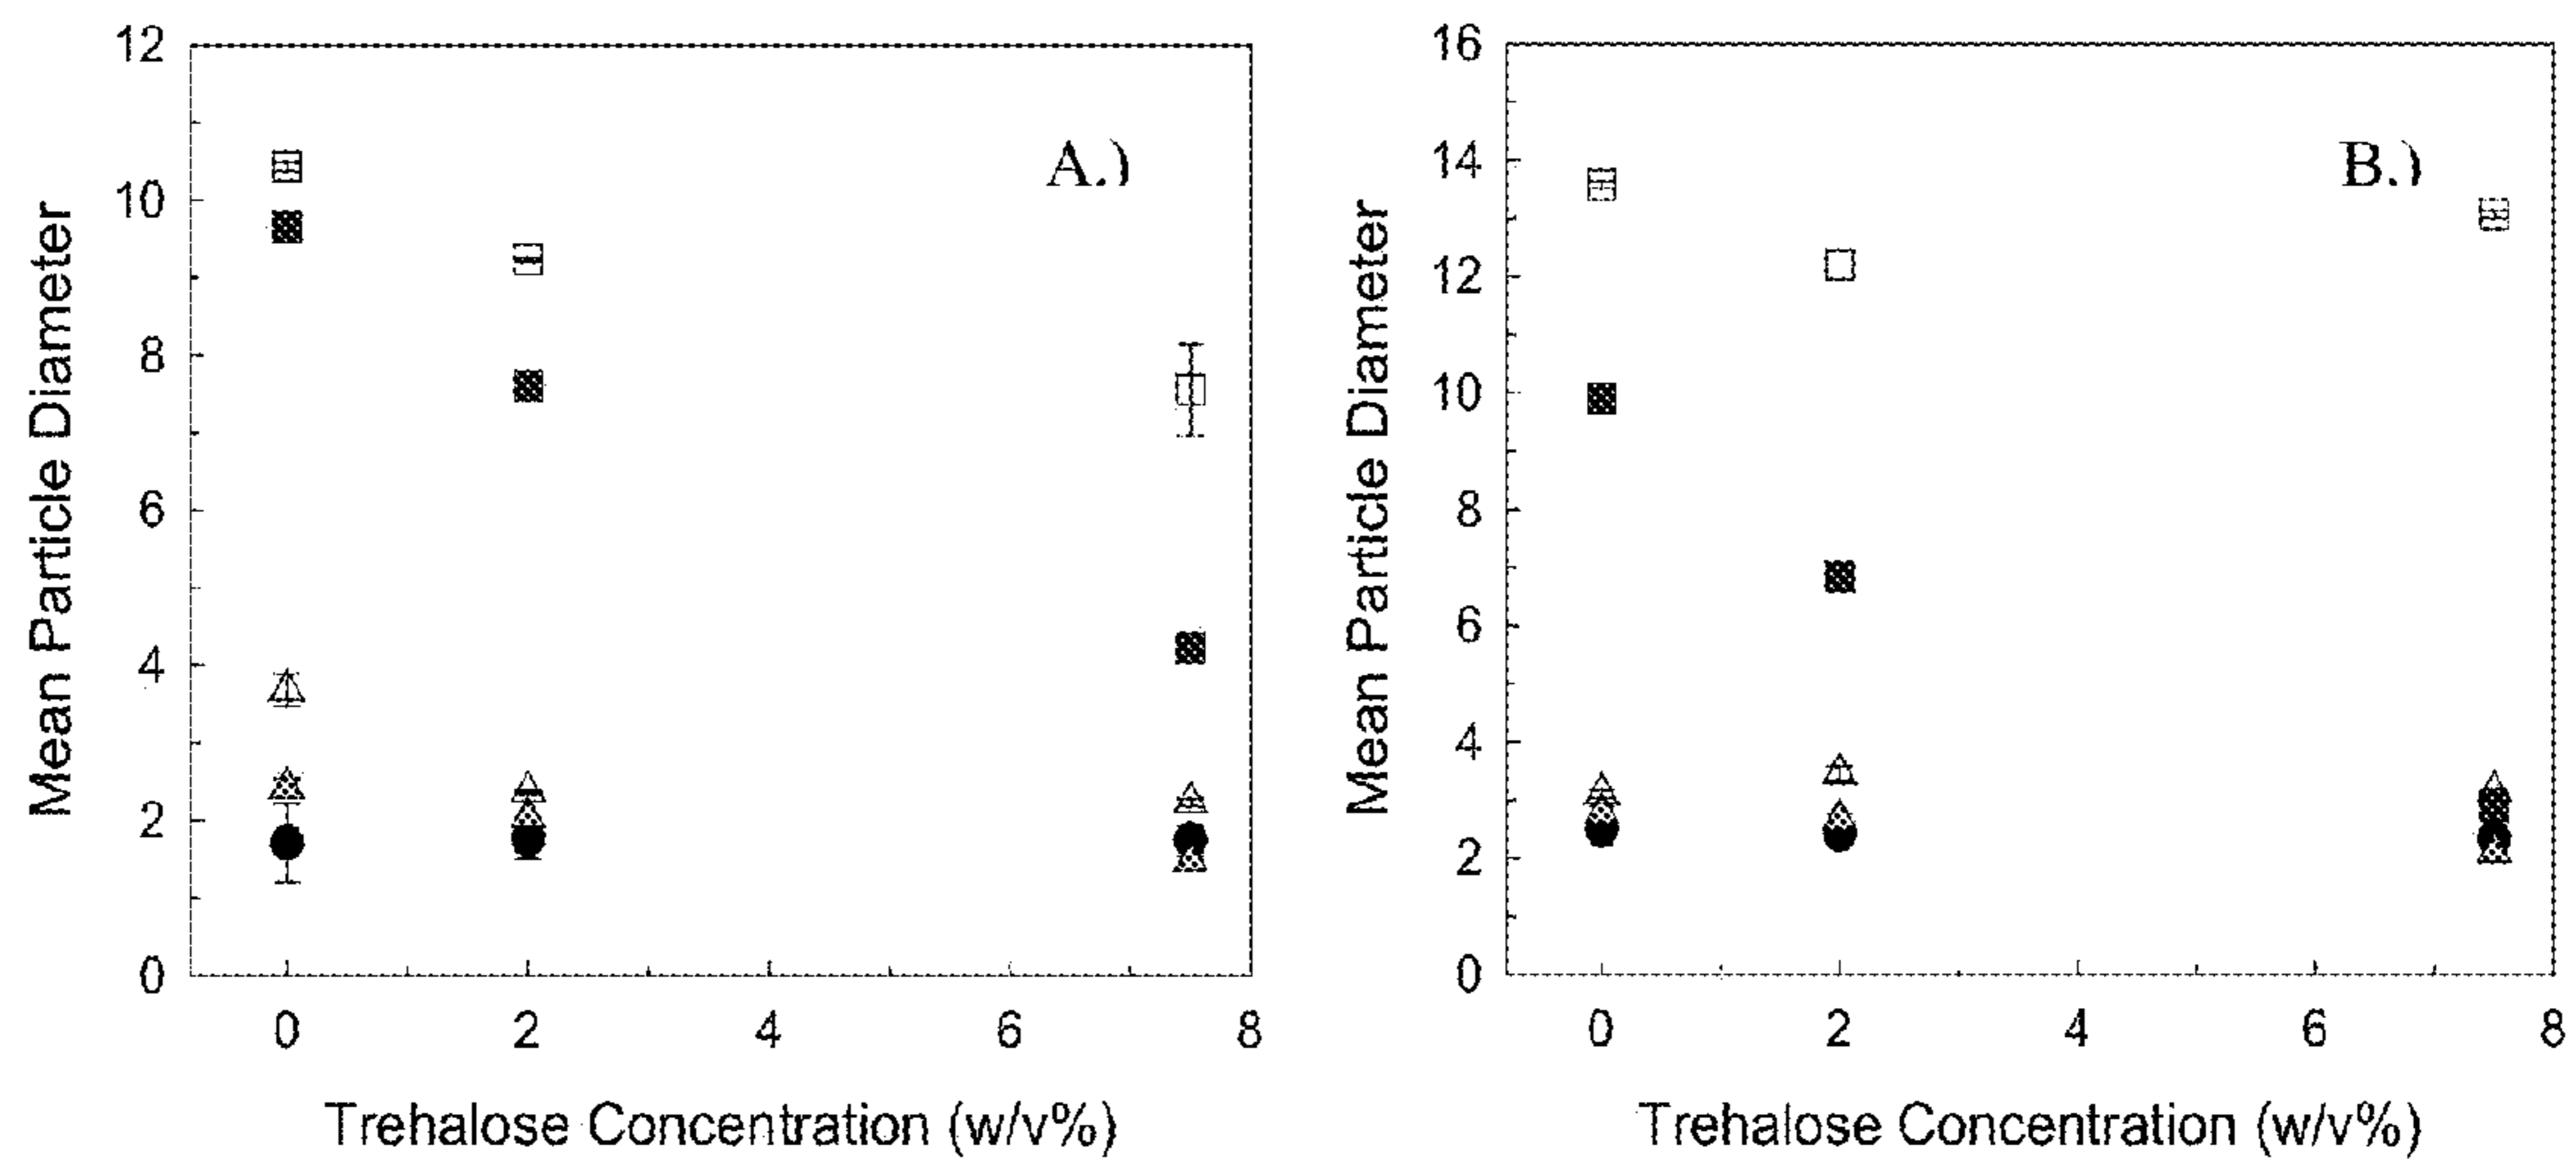 12
10
8
6
4
2
0
Mean Particle Diameter
A.)
0 2 4 6 8
Trehalose Concentration (w/v%)
16
14
12
10
8
6
4
2
0
Mean Particle Diameter
B.)
0 2 4 6 8
Trehalose Concentration (w/v%)